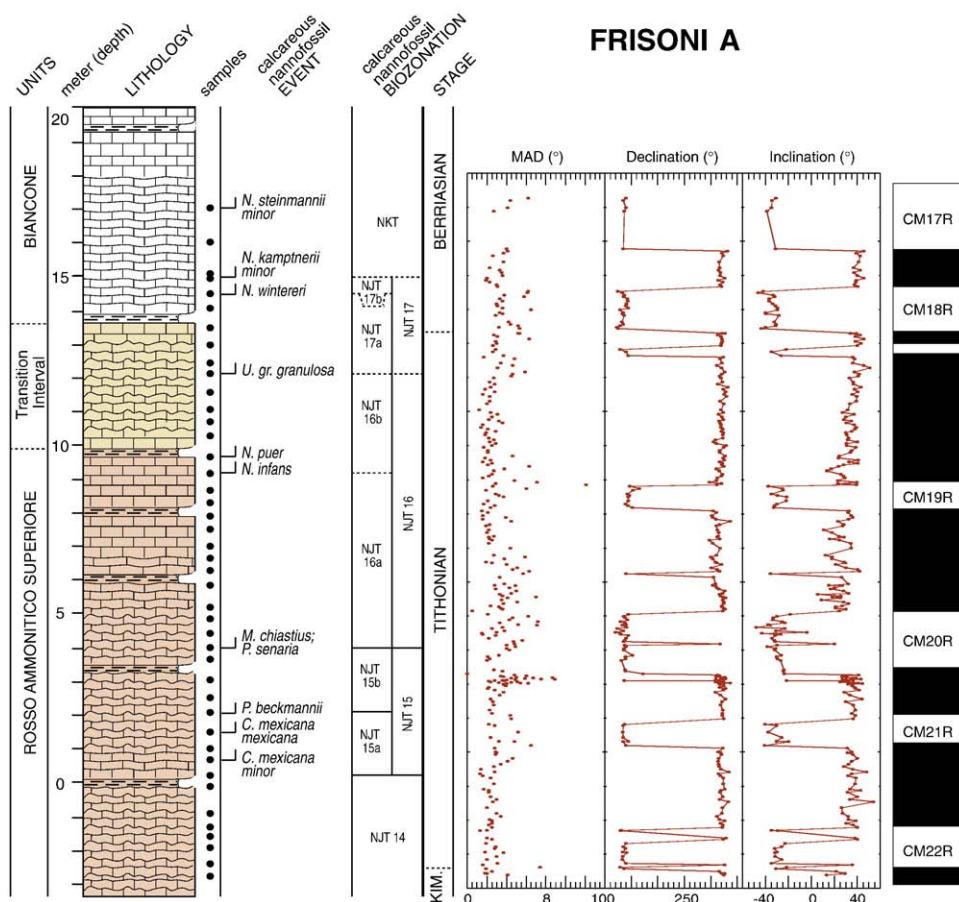 FRISONI A
UNITS
meter (depth)
LITHOLOGY
samples
calcareous
nannofossil
EVENT
calcareous
nannofossil
BIOZONATION
STAGE
MAD (°)
Declination (°)
Inclination (°)
BIANCONE
Transition
Interval
ROSSO AMMONITICO SUPERIORE
20
15
10
5
0
N. steinmannii
minor
N. kamptnerii
minor
N. wintereri
U. gr. granulosa
N. puer
N. infans
M. chiastius;
P. senaria
P. beckmannii
C. mexicana
mexicana
C. mexicana
minor
NKT
NJT
17b
NJT
17a
NJT 17
NJT
16b
NJT 16
NJT
16a
NJT
15b
NJT 15
NJT
15a
NJT 14
BERRIASIAN
TITHONIAN
KIM.
CM17R
CM18R
CM19R
CM20R
CM21R
CM22R
0 8 100 250 -40 0 40